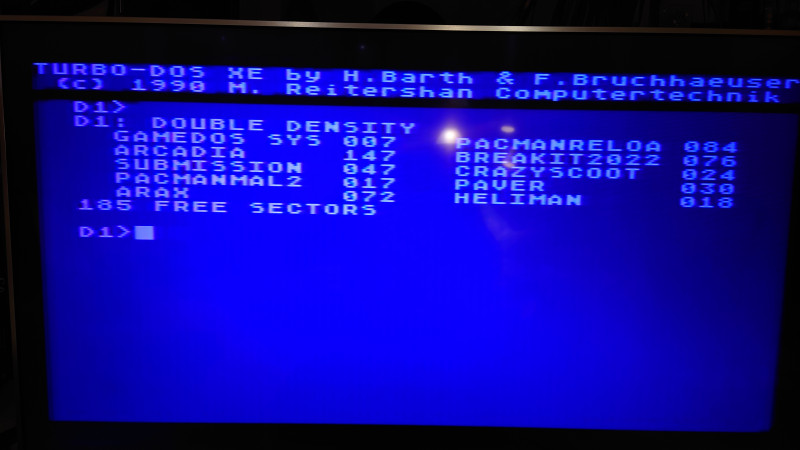 TURBO-DOS XE by H.Barth & F.Bruchhaeuser
(c) 1990 M. Reitershan Computertechnik
D1>
D1: DOUBLE DENSITY
GAMEDOS SYS 007 PACMANRELOA 084
ARCADIA 147 BREAKIT2022 076
SUBMISSION 047 CRAZYSCOOT 024
PACMANMAL2 017 PAVER 030
ARAX 072 HELIMAN 018
185 FREE SECTORS
D1>